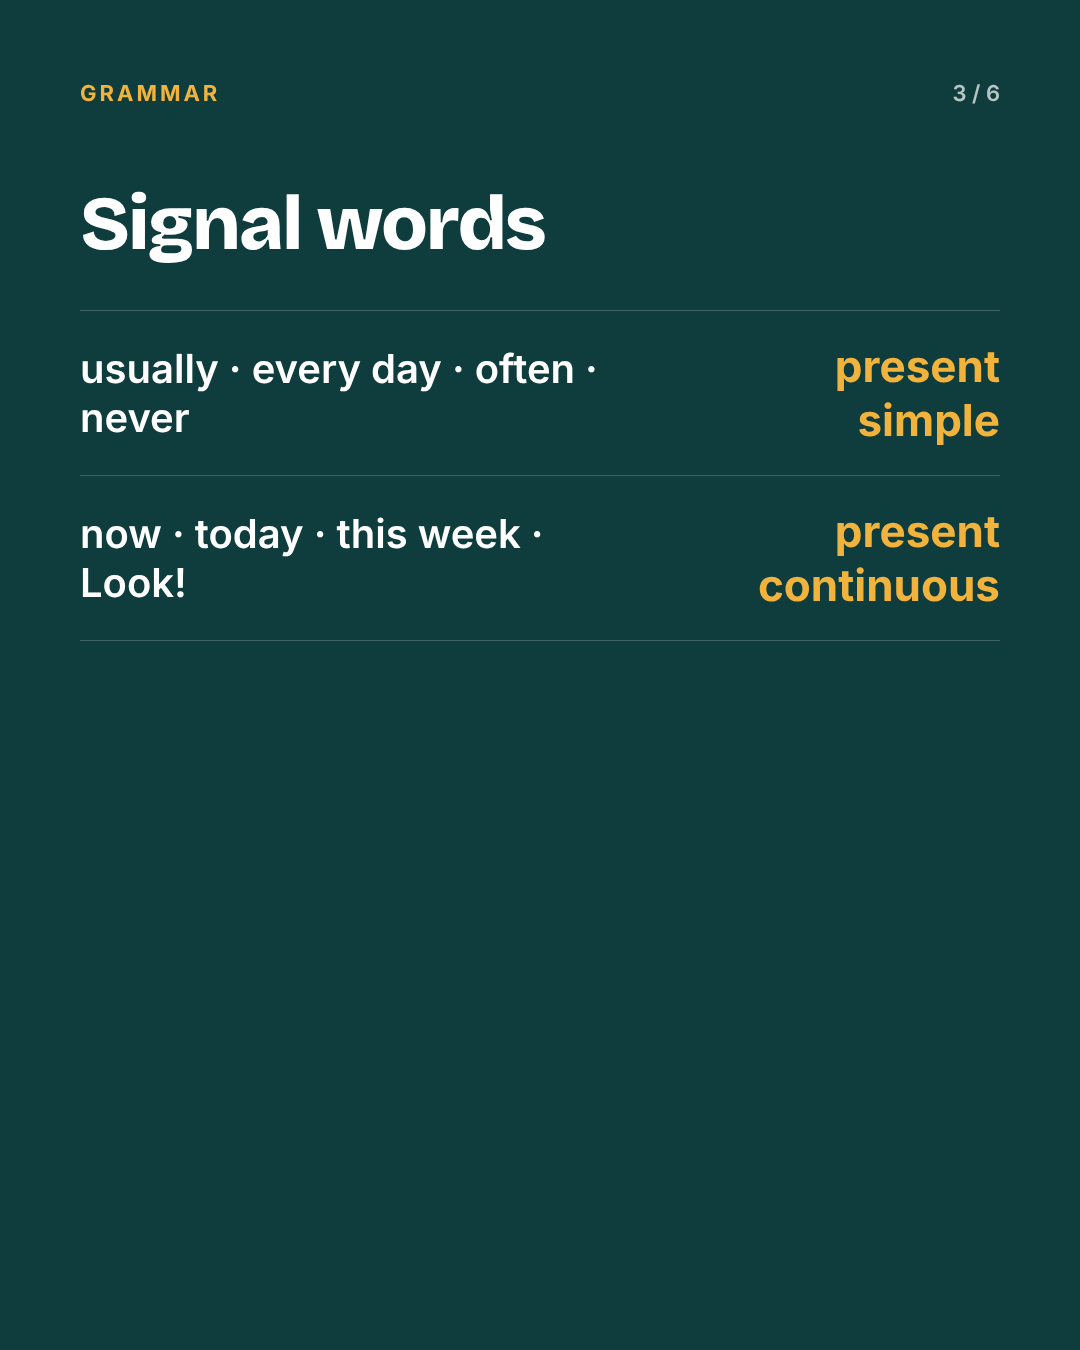 GRAMMAR
3 / 6
Signal words
usually · every day · often ·
never
present
simple
now · today · this week ·
Look!
present
continuous